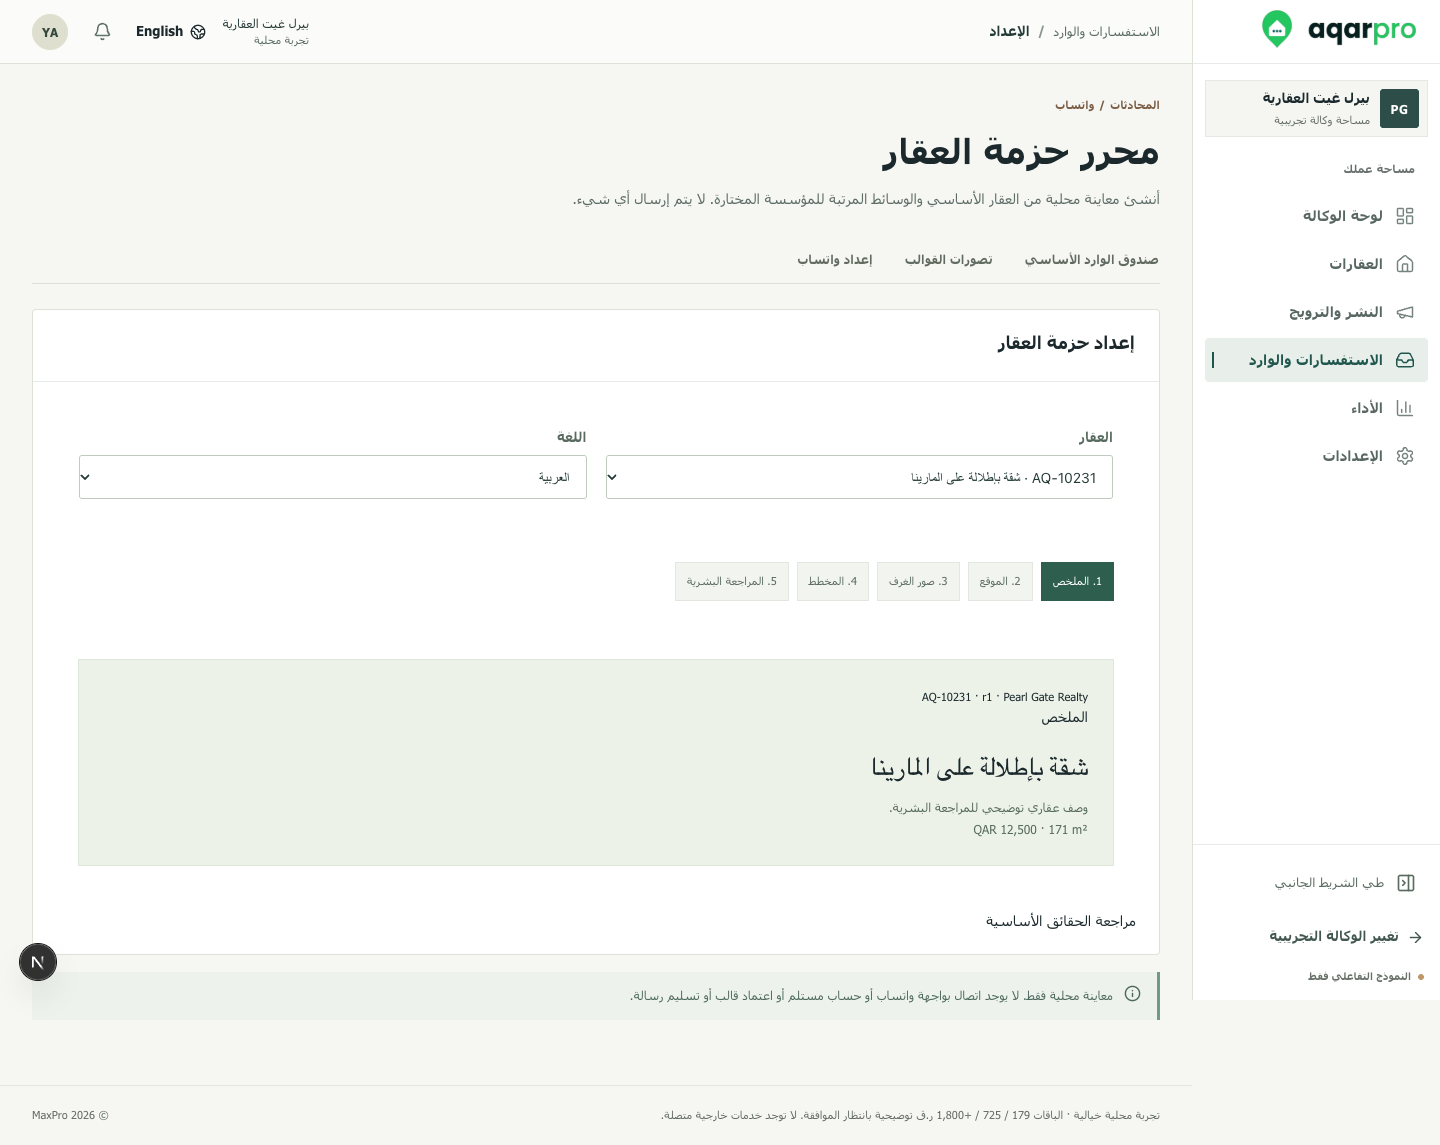 aqarpro
PG
بيرل غيت العقارية
مساحة وكالة تجريبية
مساحة عملك
لوحة الوكالة
العقارات
النشر والترويج
الاستفسارات والوارد
الأداء
الإعدادات
طي الشريط الجانبي
تغيير الوكالة التجريبية
النموذج التفاعلي فقط
الاستفسارات والوارد / الإعداد
بيرل غيت العقارية
تجربة محلية
English
YA
المحادثات / واتساب
محرر حزمة العقار
أنشئ معاينة محلية من العقار الأساسي والوسائط المرتبة للمؤسسة المختارة. لا يتم إرسال أي شيء.
صندوق الوارد الأساسي
تصورات القوالب
إعداد واتساب
إعداد حزمة العقار
العقار
اللغة
AQ-10231 · شقة بإطلالة على المارينا
العربية
1. الملخص
2. الموقع
3. صور الغرف
4. المخطط
5. المراجعة البشرية
AQ-10231 · r1 · Pearl Gate Realty
الملخص
شقة بإطلالة على المارينا
وصف عقاري توضيحي للمراجعة البشرية.
QAR 12,500 · 171 m²
مراجعة الحقائق الأساسية
معاينة محلية فقط. لا يوجد اتصال بواجهة واتساب أو حساب مستلم أو اعتماد قالب أو تسليم رسالة.
N
تجربة محلية خيالية · الباقات 179 / 725 / +1,800 ر.ق توضيحية بانتظار الموافقة. لا توجد خدمات خارجية متصلة.
© 2026 MaxPro